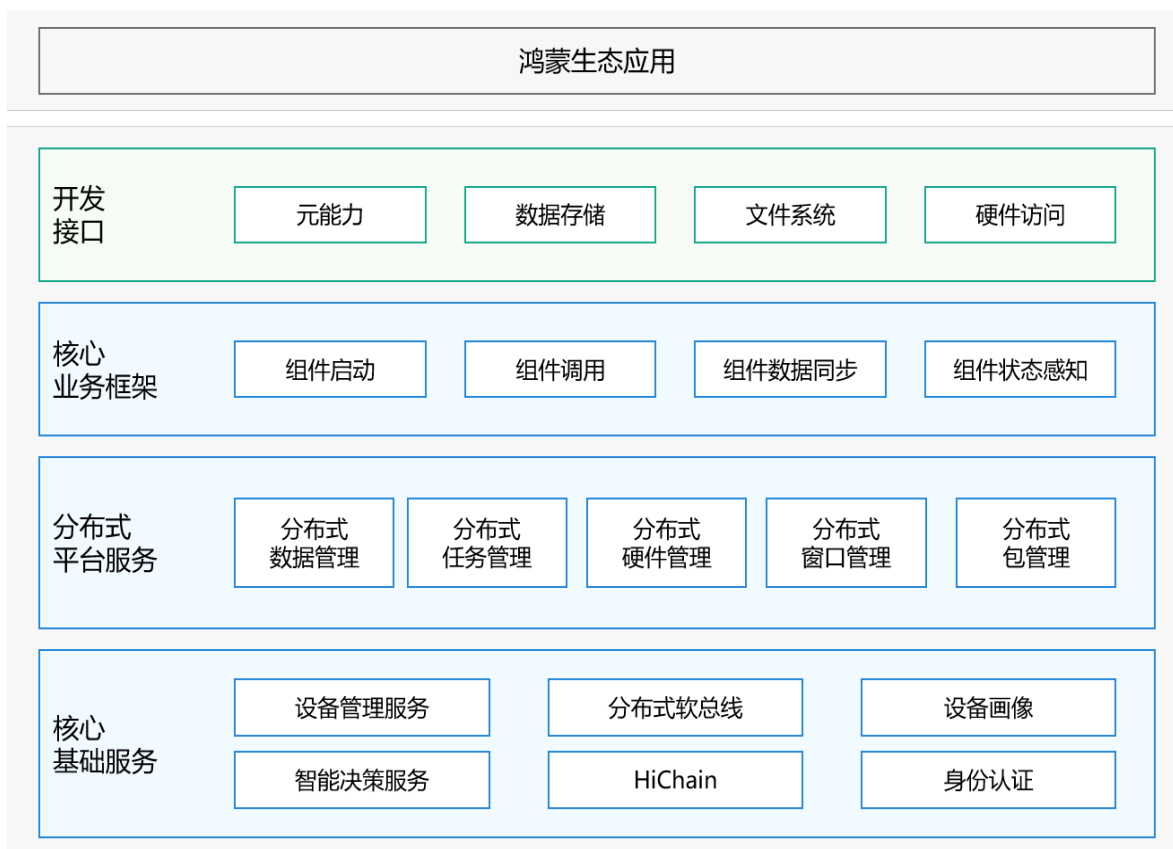 鸿蒙生态应用
开发
接口
元能力
数据存储
文件系统
硬件访问
核心
业务框架
组件启动
组件调用
组件数据同步
组件状态感知
分布式
平台服务
分布式
数据管理
分布式
任务管理
分布式
硬件管理
分布式
窗口管理
分布式
包管理
核心
基础服务
设备管理服务
分布式软总线
设备画像
智能决策服务
HiChain
身份认证